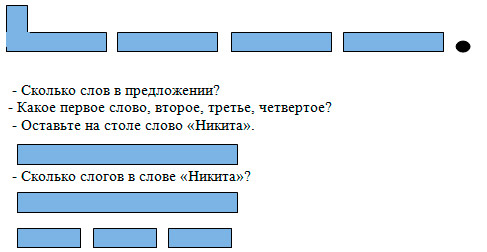 - Сколько слов в предложении?
- Какое первое слово, второе, третье, четвертое?
- Оставьте на столе слово «Никита».
- Сколько слогов в слове «Никита»?